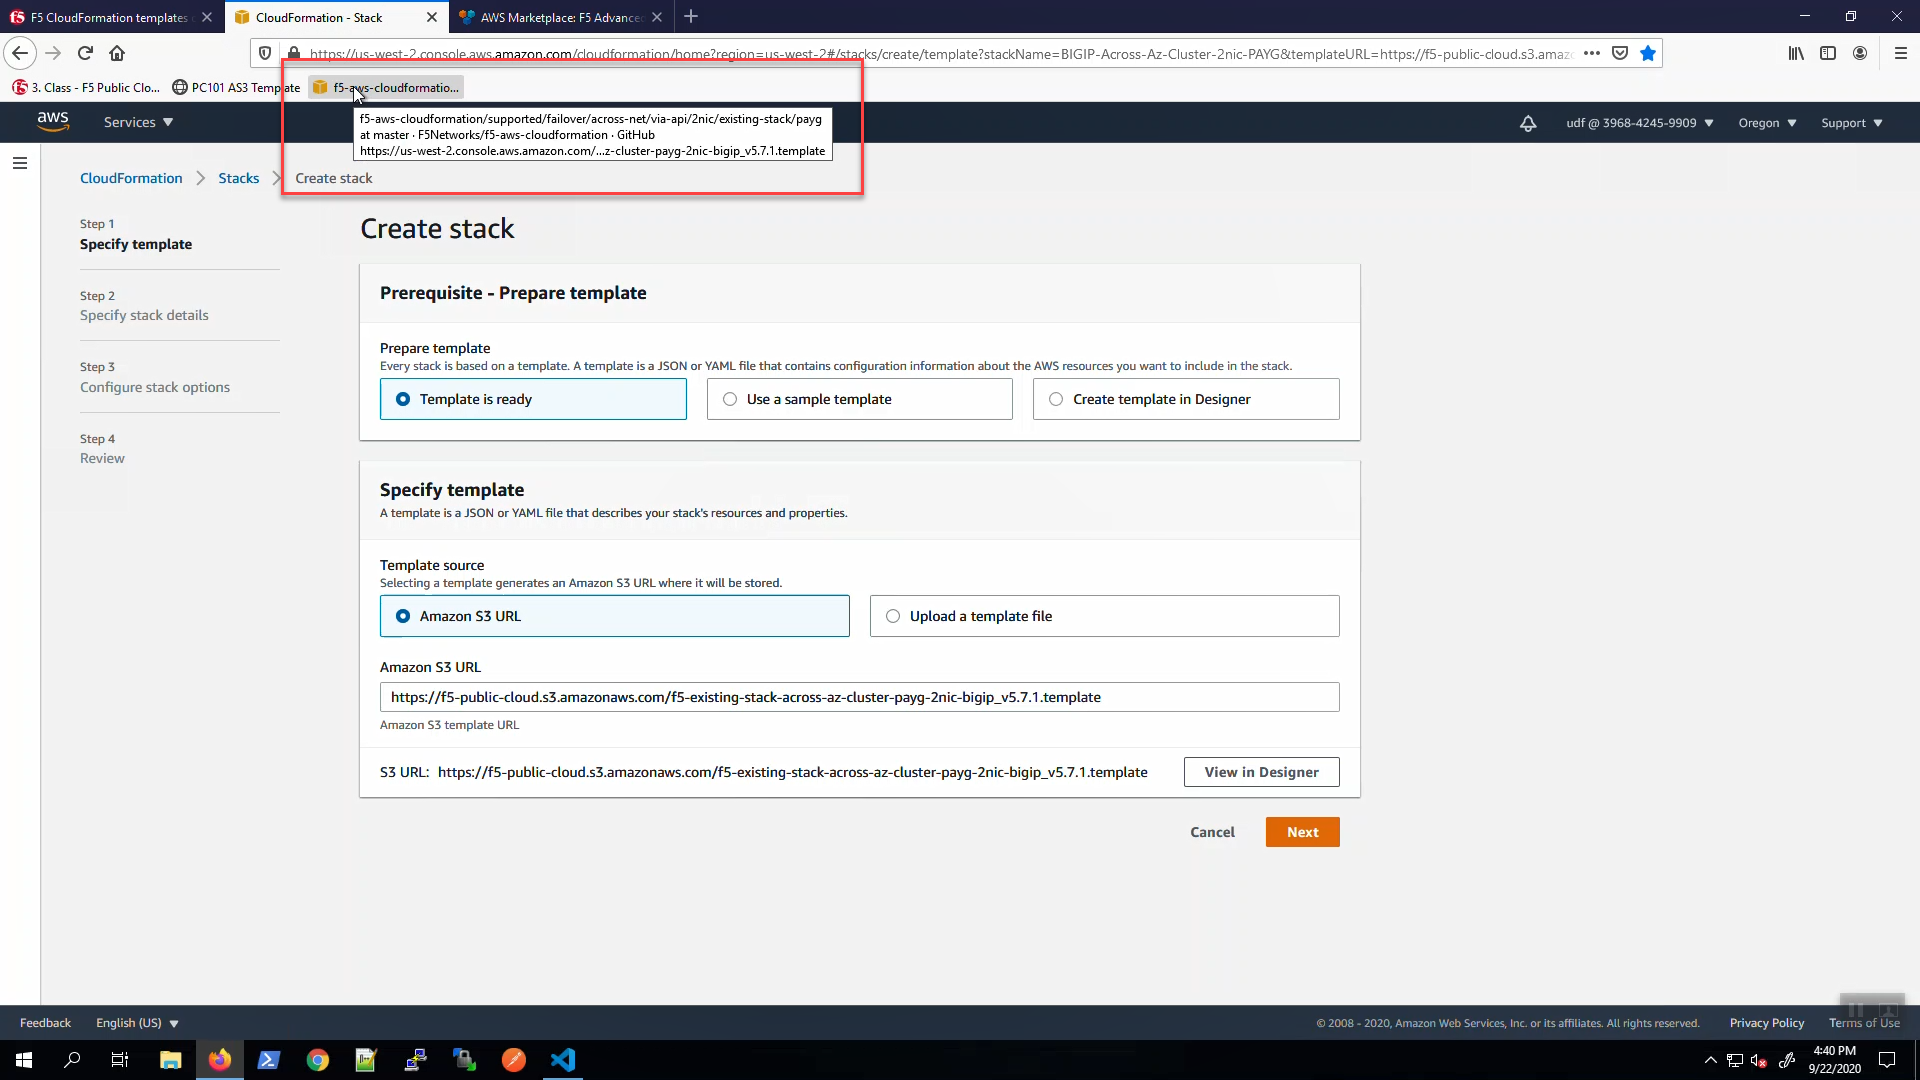 F5 CloudFormation templates
CloudFormation - Stack
AWS Marketplace: F5 Advance
https://us-west-2.console.aws.amazon.com/cloudformation/home?region=us-west-2#/stacks/create/template?stackName=BIGIP-Across-Az-Cluster-2nic-PAYG&templateURL=https://f5-public-cloud.s3.amazo
3. Class - F5 Public Clo...
PC101 AS3 Template
f5-aws-cloudformatio...
f5-aws-cloudformation/supported/failover/across-net/via-api/2nic/existing-stack/payg
at master · F5Networks/f5-aws-cloudformation · GitHub
https://us-west-2.console.aws.amazon.com/...z-cluster-payg-2nic-bigip_v5.7.1.template
aws
Services
udf @ 3968-4245-9909
Oregon
Support
CloudFormation
Stacks
Create stack
Step 1
Specify template
Step 2
Specify stack details
Step 3
Configure stack options
Step 4
Review
Create stack
Prerequisite - Prepare template
Prepare template
Every stack is based on a template. A template is a JSON or YAML file that contains configuration information about the AWS resources you want to include in the stack.
Template is ready
Use a sample template
Create template in Designer
Specify template
A template is a JSON or YAML file that describes your stack's resources and properties.
Template source
Selecting a template generates an Amazon S3 URL where it will be stored.
Amazon S3 URL
Upload a template file
Amazon S3 URL
https://f5-public-cloud.s3.amazonaws.com/f5-existing-stack-across-az-cluster-payg-2nic-bigip_v5.7.1.template
Amazon S3 template URL
S3 URL: https://f5-public-cloud.s3.amazonaws.com/f5-existing-stack-across-az-cluster-payg-2nic-bigip_v5.7.1.template
View in Designer
Cancel
Next
Feedback
English (US)
© 2008 - 2020, Amazon Web Services, Inc. or its affiliates. All rights reserved.
Privacy Policy
Terms of Use
4:40 PM
9/22/2020